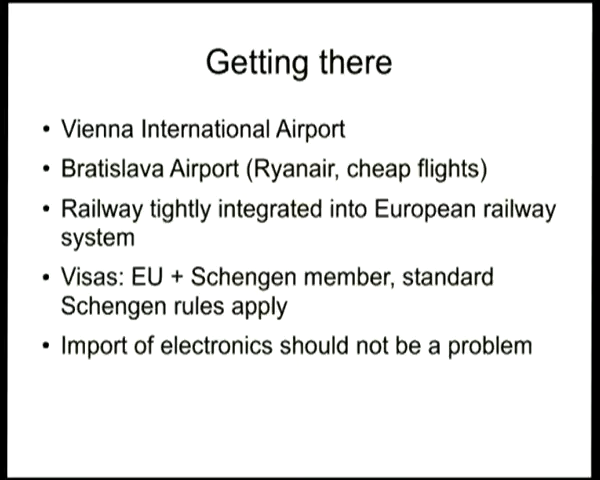 Getting there
• Vienna International Airport
• Bratislava Airport (Ryanair, cheap flights)
• Railway tightly integrated into European railway
system
• Visas: EU + Schengen member, standard
Schengen rules apply
• Import of electronics should not be a problem